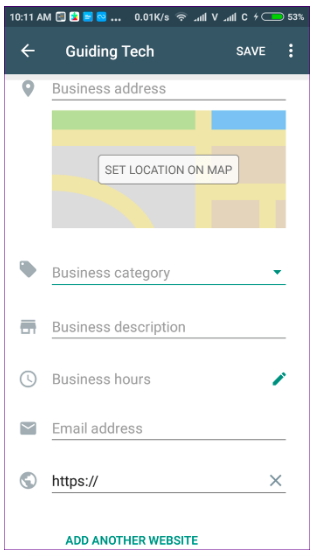 10:11 AM ... 0.01K/s V C 53%
Guiding Tech SAVE
Business address
SET LOCATION ON MAP
Business category
Business description
Business hours
Email address
https://
ADD ANOTHER WEBSITE